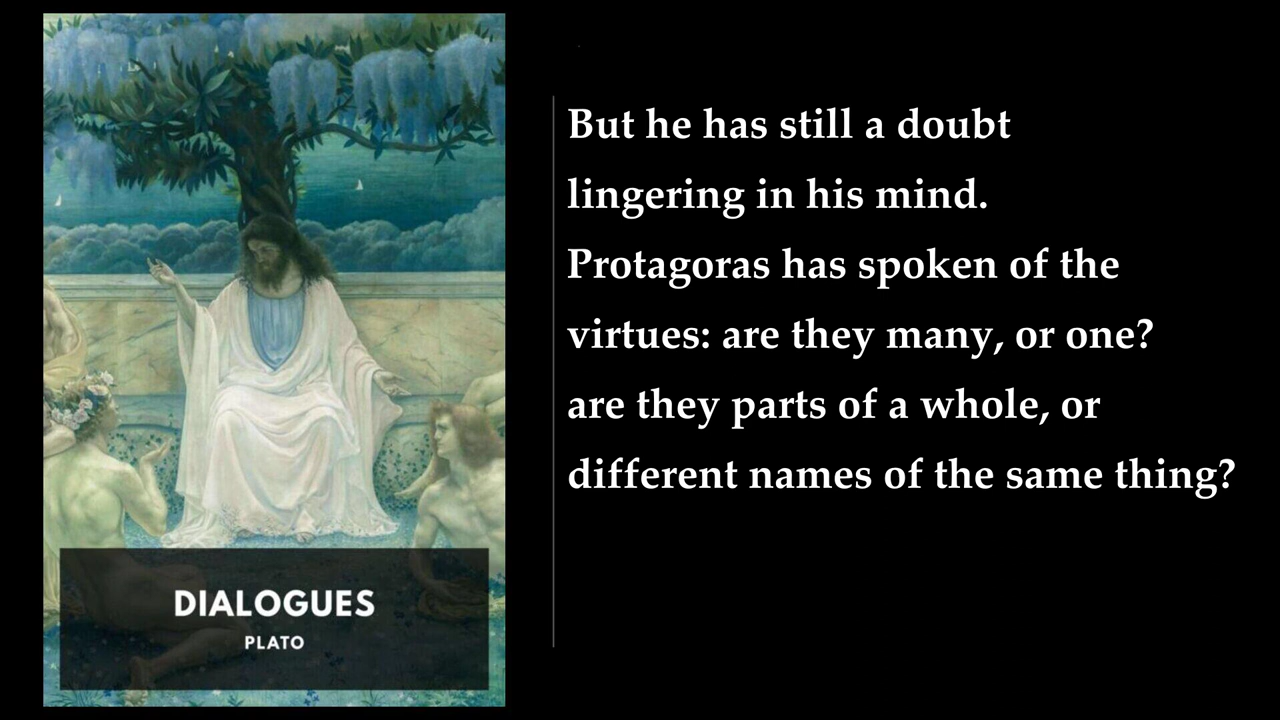 DIALOGUES
PLATO
But he has still a doubt
lingering in his mind.
Protagoras has spoken of the
virtues: are they many, or one?
are they parts of a whole, or
different names of the same thing?